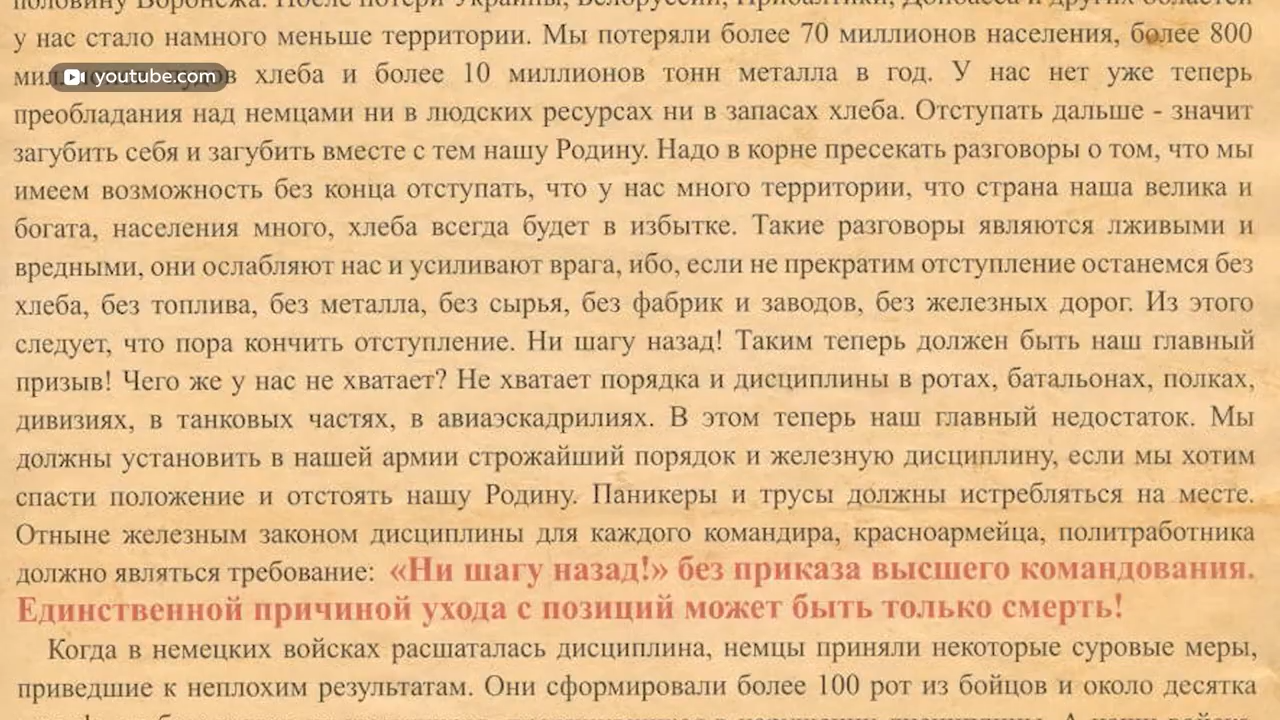 половину Воронежа. После потери Украины, Белоруссии, Прибалтики, Донбасса и других областей
у нас стало намного меньше территории. Мы потеряли более 70 миллионов населения, более 800
youtube.com
хлеба и более 10 миллионов тонн металла в год. У нас нет уже теперь
преобладания над немцами ни в людских ресурсах ни в запасах хлеба. Отступать дальше - значит
загубить себя и загубить вместе с тем нашу Родину. Надо в корне пресекать разговоры о том, что мы
имеем возможность без конца отступать, что у нас много территории, что страна наша велика и
богата, населения много, хлеба всегда будет в избытке. Такие разговоры являются лживыми и
вредными, они ослабляют нас и усиливают врага, ибо, если не прекратим отступление останемся без
хлеба, без топлива, без металла, без сырья, без фабрик и заводов, без железных дорог. Из этого
следует, что пора кончить отступление. Ни шагу назад! Таким теперь должен быть наш главный
призыв! Чего же у нас не хватает? Не хватает порядка и дисциплины в ротах, батальонах, полках,
дивизиях, в танковых частях, в авиаэскадрилиях. В этом теперь наш главный недостаток. Мы
должны установить в нашей армии строжайший порядок и железную дисциплину, если мы хотим
спасти положение и отстоять нашу Родину. Паникеры и трусы должны истребляться на месте.
Отныне железным законом дисциплины для каждого командира, красноармейца, политработника
должно являться требование: «Ни шагу назад!» без приказа высшего командования.
Единственной причиной ухода с позиций может быть только смерть!
Когда в немецких войсках расшаталась дисциплина, немцы приняли некоторые суровые меры,
приведшие к неплохим результатам. Они сформировали более 100 рот из бойцов и около десятка